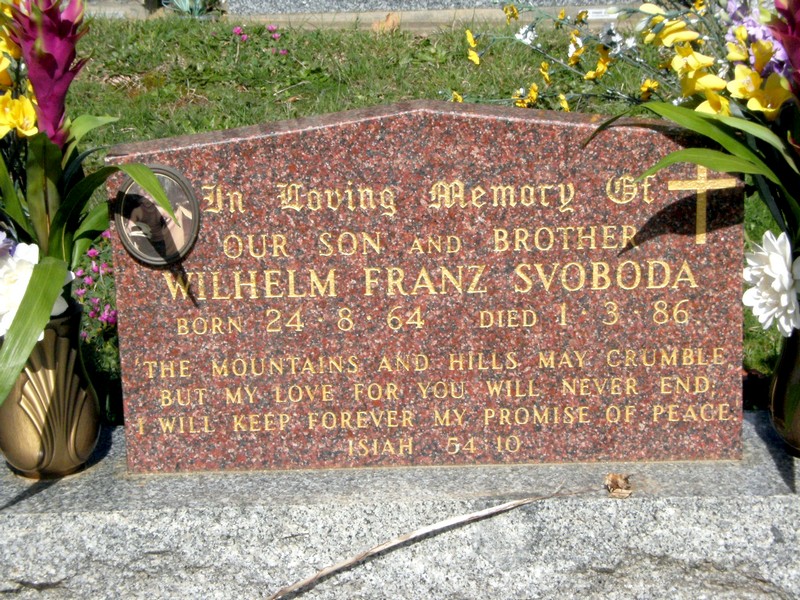 In Loving Memory Of
OUR SON AND BROTHER
WILHELM FRANZ SVOBODA
BORN 24·8·64 DIED 1·3·86
'THE MOUNTAINS AND HILLS MAY CRUMBLE
BUT MY LOVE FOR YOU WILL NEVER END;
I WILL KEEP FOREVER MY PROMISE OF PEACE.'
ISIAH 54·10